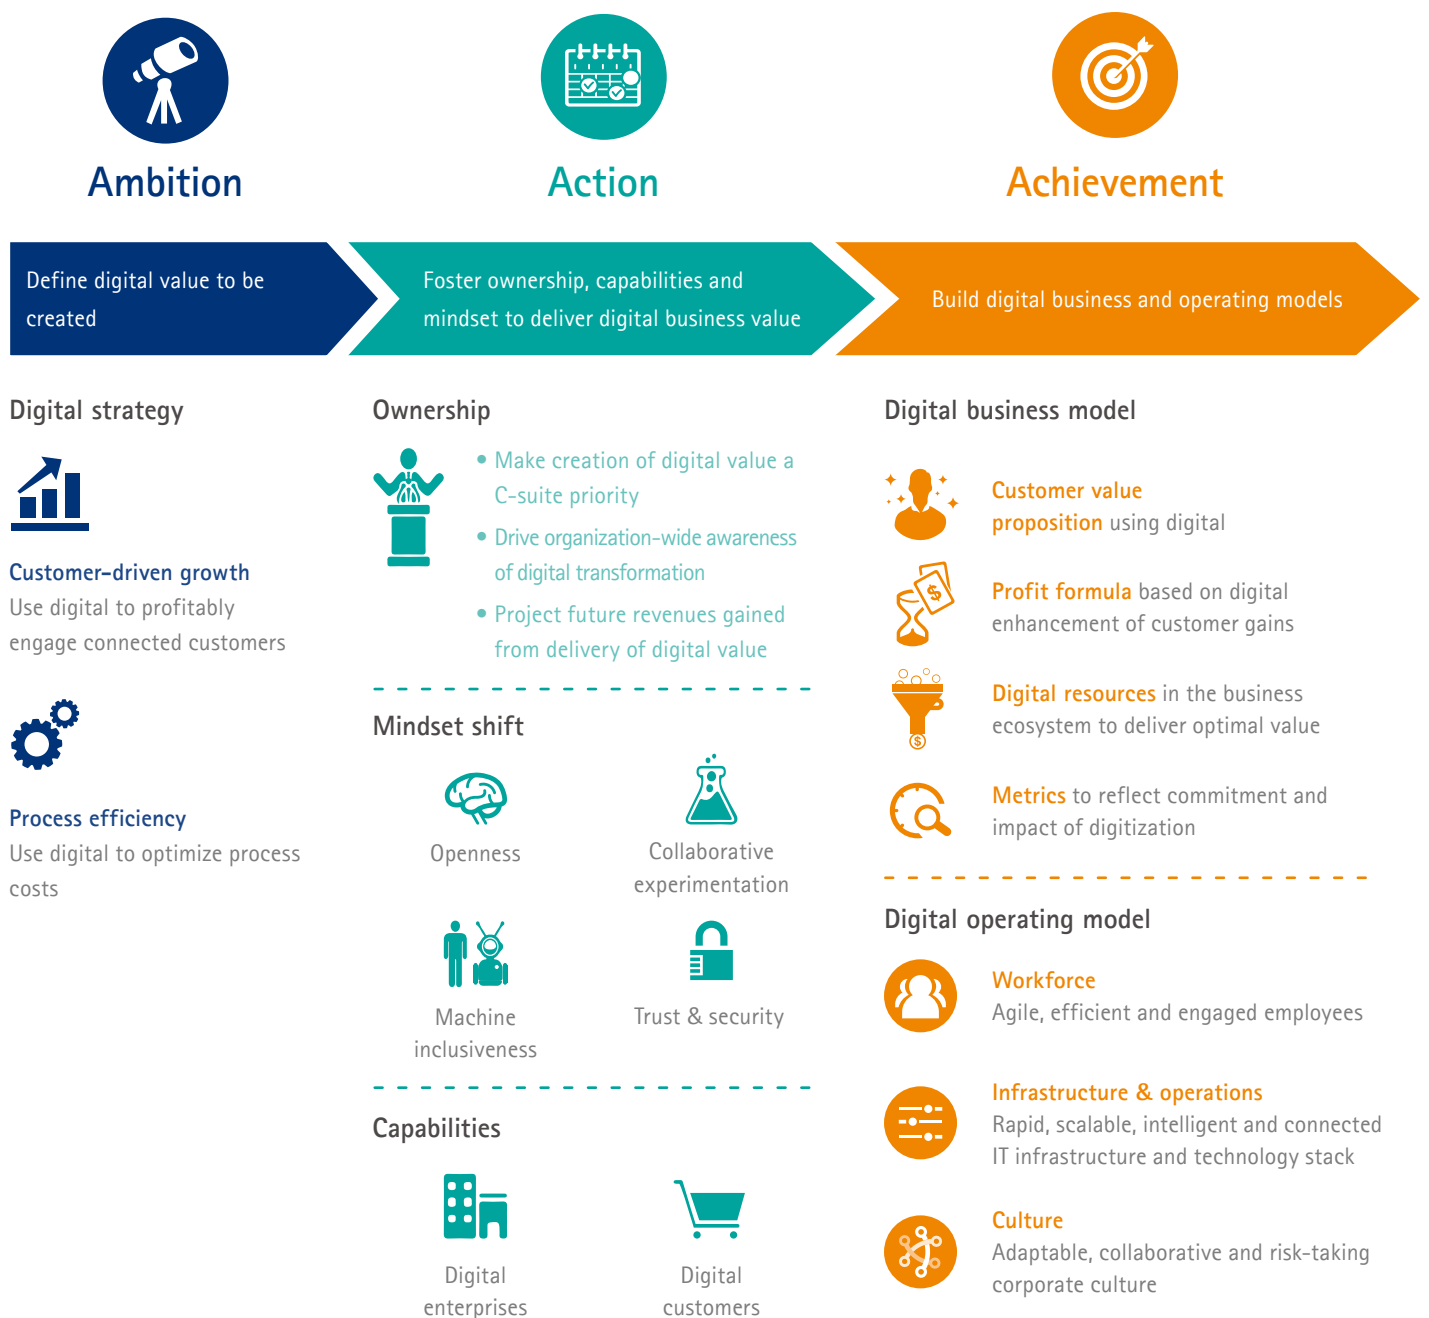 Ambition
Action
Achievement
Define digital value to be
created
Foster ownership, capabilities and
mindset to deliver digital business value
Build digital business and operating models
Digital strategy
Customer-driven growth
Use digital to profitably
engage connected customers
Process efficiency
Use digital to optimize process
costs
Ownership
• Make creation of digital value a
C-suite priority
• Drive organization-wide awareness
of digital transformation
• Project future revenues gained
from delivery of digital value
Mindset shift
Openness
Collaborative
experimentation
Machine
inclusiveness
Trust & security
Capabilities
Digital
enterprises
Digital
customers
Digital business model
Customer value
proposition using digital
$
Profit formula based on digital
enhancement of customer gains
$
Digital resources in the business
ecosystem to deliver optimal value
Metrics to reflect commitment and
impact of digitization
Digital operating model
Workforce
Agile, efficient and engaged employees
Infrastructure & operations
Rapid, scalable, intelligent and connected
IT infrastructure and technology stack
Culture
Adaptable, collaborative and risk-taking
corporate culture